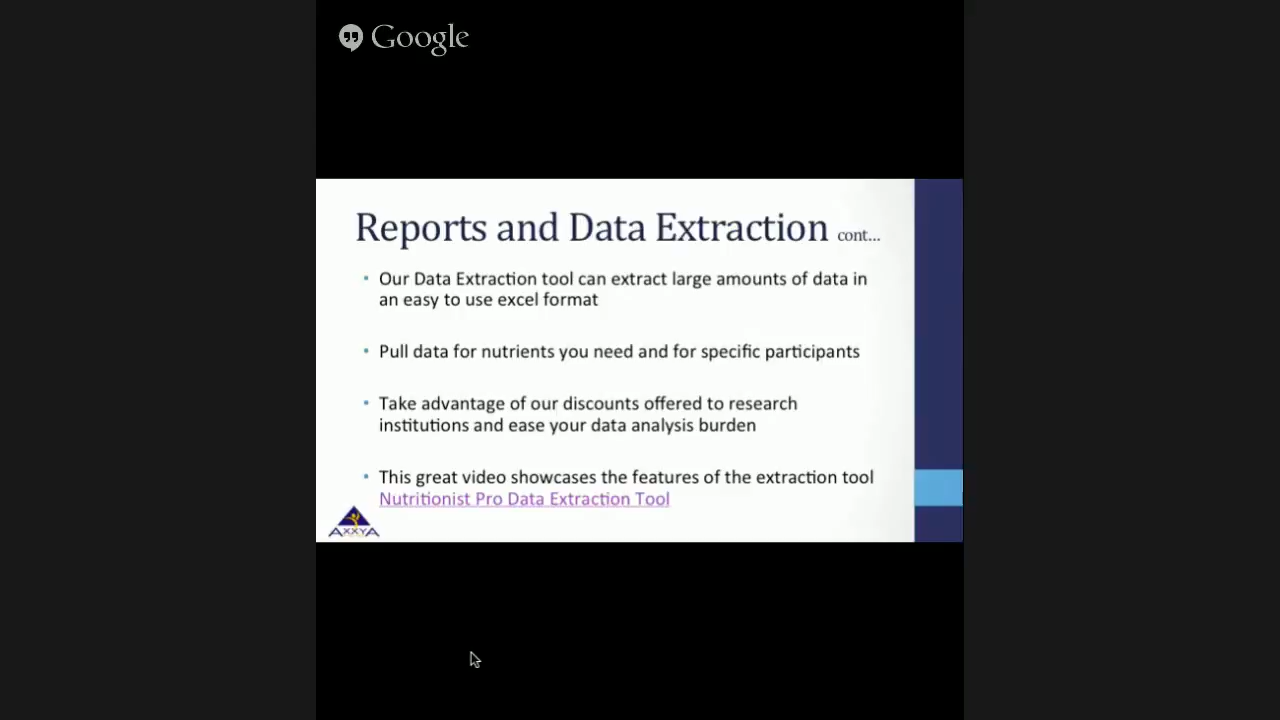 Google
Reports and Data Extraction cont...
• Our Data Extraction tool can extract large amounts of data in
an easy to use excel format
• Pull data for nutrients you need and for specific participants
• Take advantage of our discounts offered to research
institutions and ease your data analysis burden
• This great video showcases the features of the extraction tool
Nutritionist Pro Data Extraction Tool
AXXYA